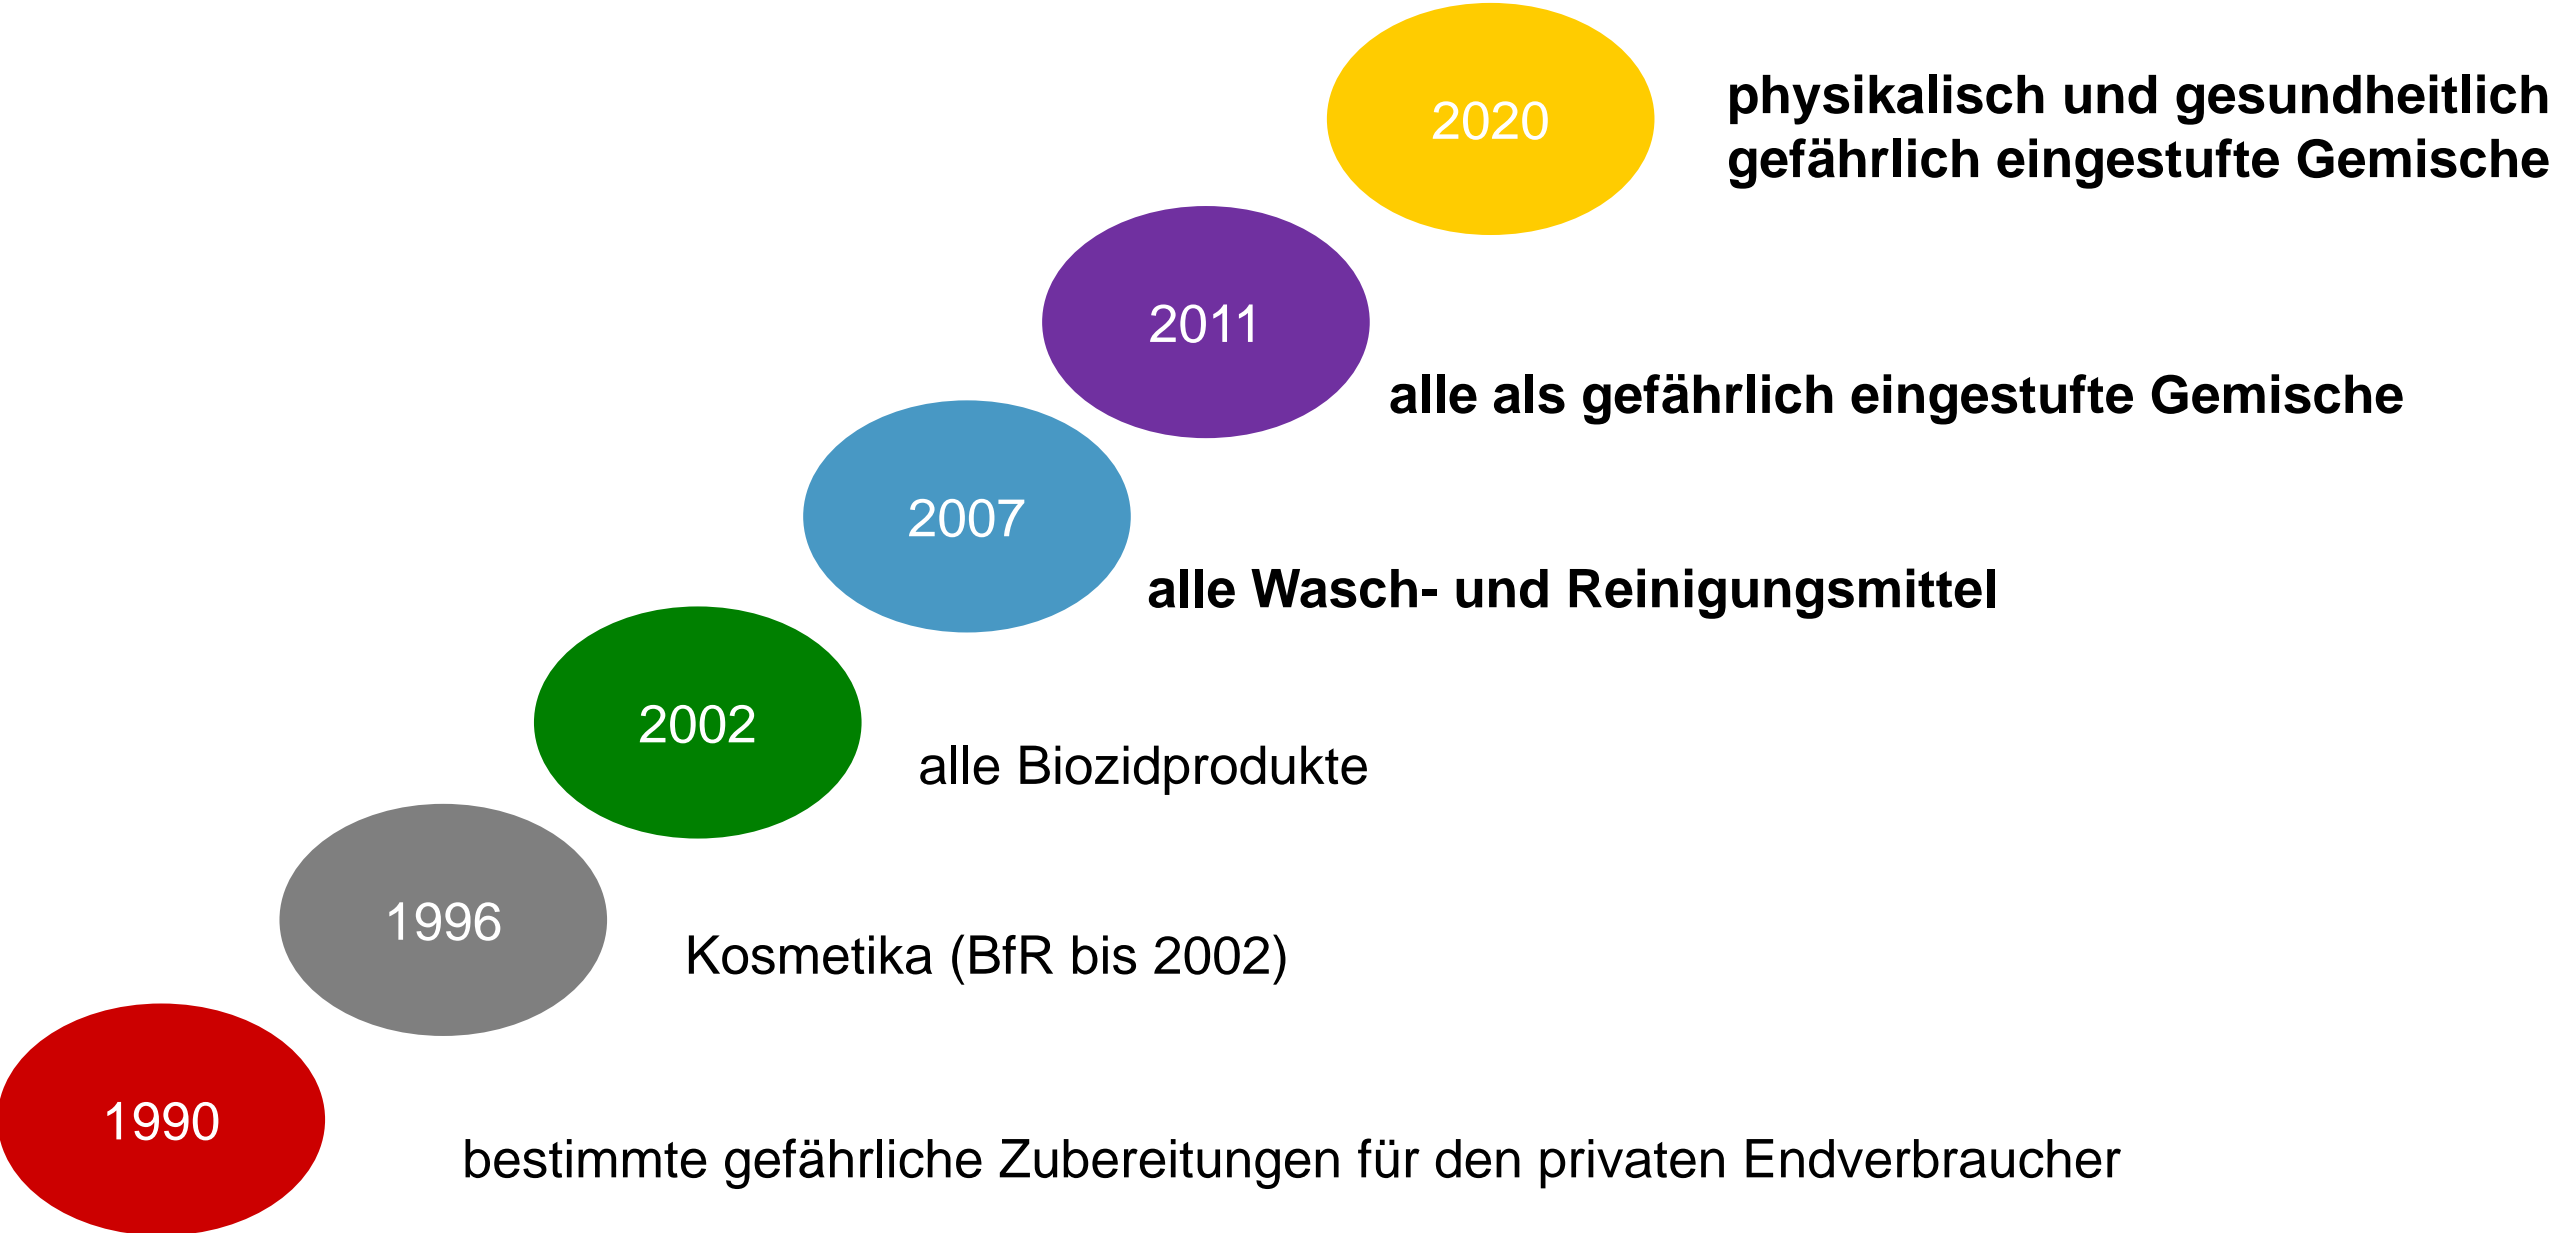 2020
physikalisch und gesundheitlich
gefährlich eingestufte Gemische
2011
alle als gefährlich eingestufte Gemische
2007
alle Wasch- und Reinigungsmittel
2002
alle Biozidprodukte
1996
Kosmetika (BfR bis 2002)
1990
bestimmte gefährliche Zubereitungen für den privaten Endverbraucher